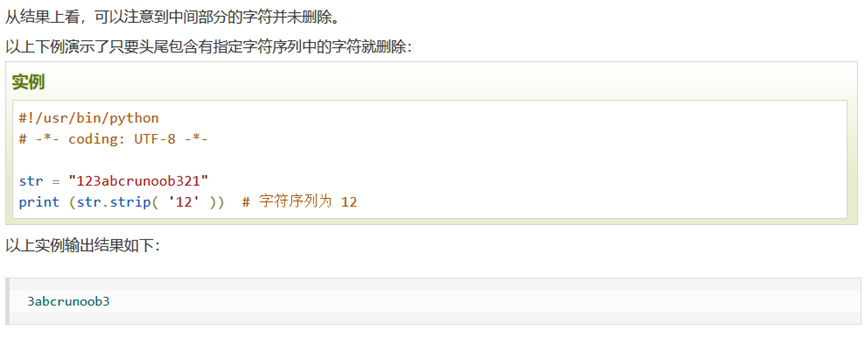 从结果上看，可以注意到中间部分的字符并未删除。
以上下例演示了只要头尾包含有指定字符序列中的字符就删除：
实例
#!/usr/bin/python
# -*- coding: UTF-8 -*-
str = "123abcrunoob321"
print (str.strip( '12' ))  # 字符序列为 12
以上实例输出结果如下：
3abcrunoob3